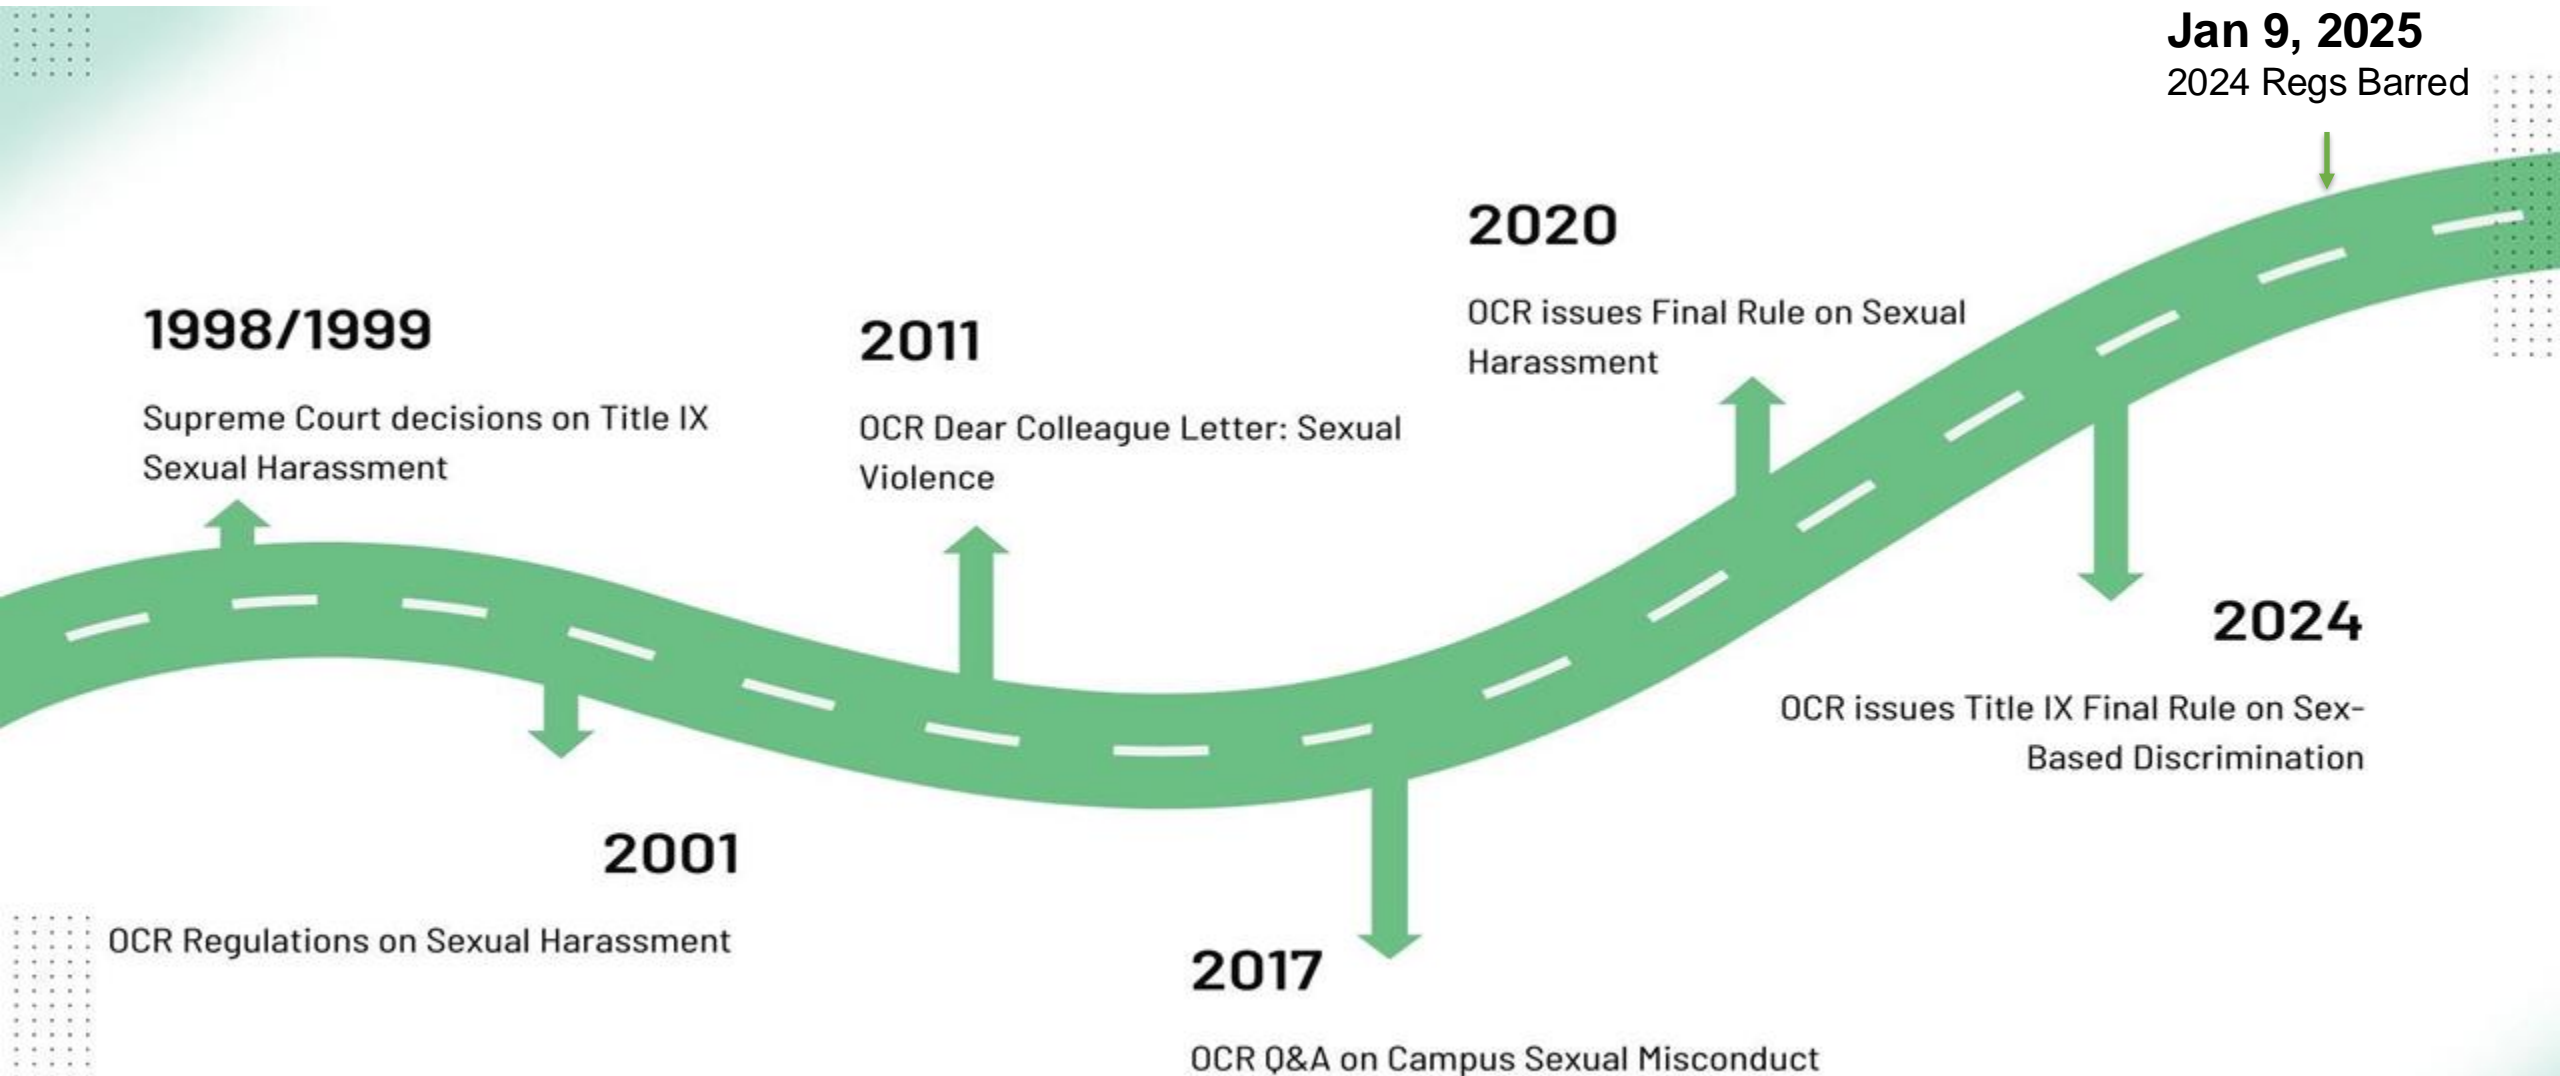 Jan 9, 2025
2024 Regs Barred
1998/1999
Supreme Court decisions on Title IX
Sexual Harassment
2001
OCR Regulations on Sexual Harassment
2011
OCR Dear Colleague Letter: Sexual
Violence
2017
OCR Q&A on Campus Sexual Misconduct
2020
OCR issues Final Rule on Sexual
Harassment
2024
OCR issues Title IX Final Rule on Sex-
Based Discrimination